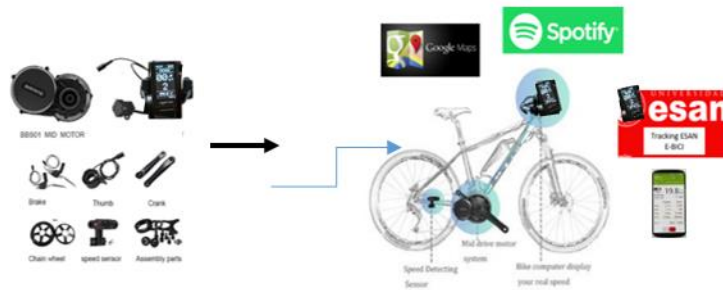 Google Maps
Spotify
BBS01 MID MOTOR
Brake
Thumb
Crank
Chain wheel
speed sensor
Assembly parts
UNIVERSIDAD
esan
Tracking ESAN
E-BICI
Mid drive motor
system
Speed Detecting
Sensor
Bike computer display
your real speed